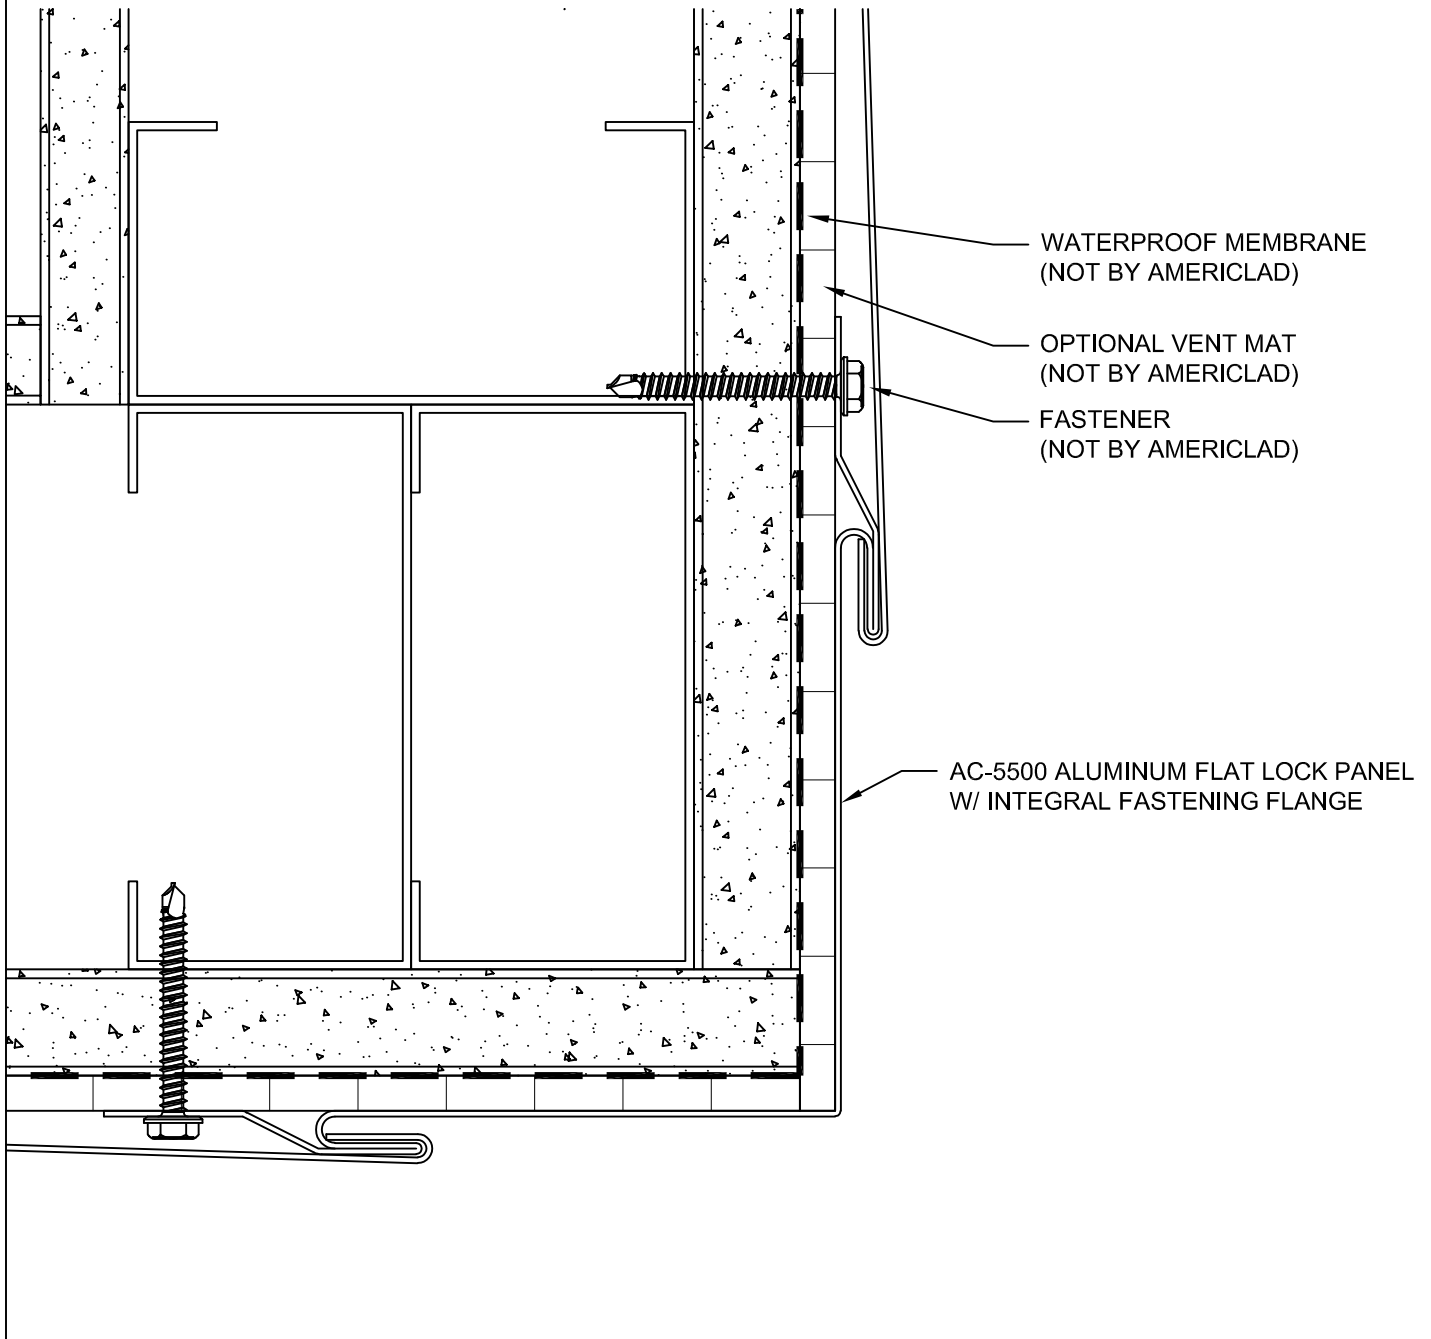 WATERPROOF MEMBRANE
(NOT BY AMERICLAD)
OPTIONAL VENT MAT
(NOT BY AMERICLAD)
FASTENER
(NOT BY AMERICLAD)
AC-5500 ALUMINUM FLAT LOCK PANEL
W/ INTEGRAL FASTENING FLANGE